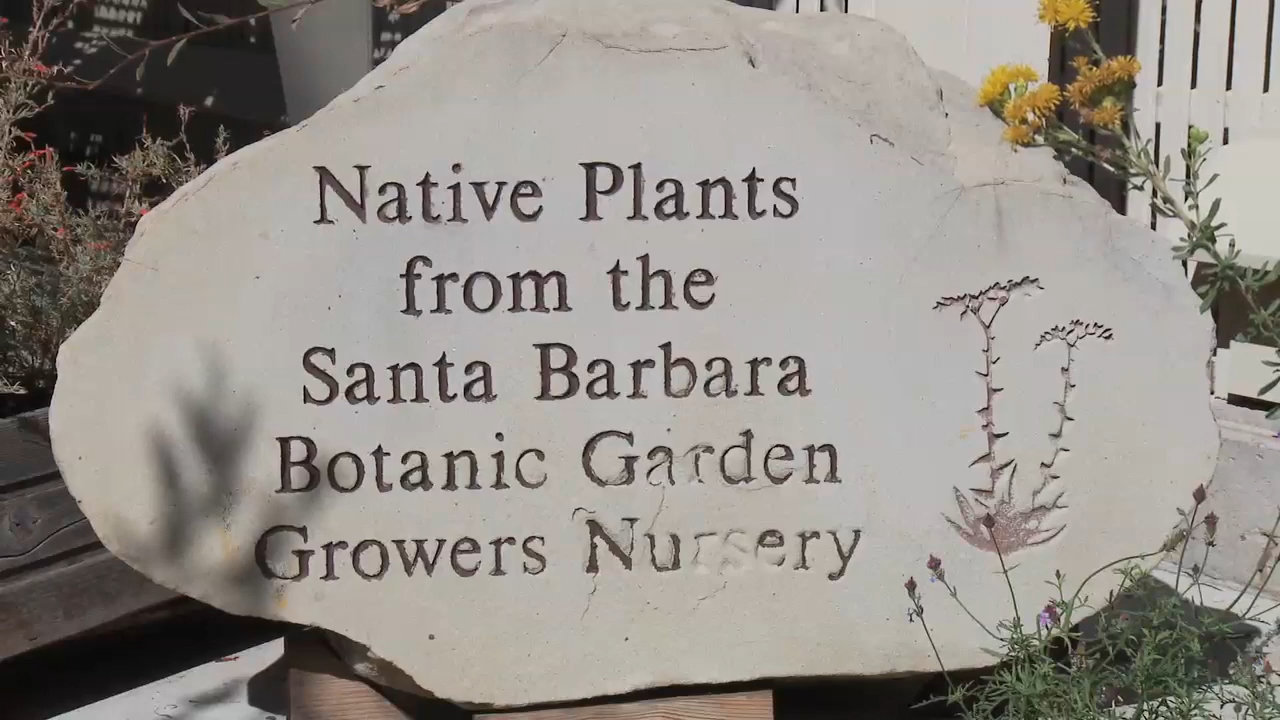 Native Plants
from the
Santa Barbara
Botanic Garden
Growers Nursery